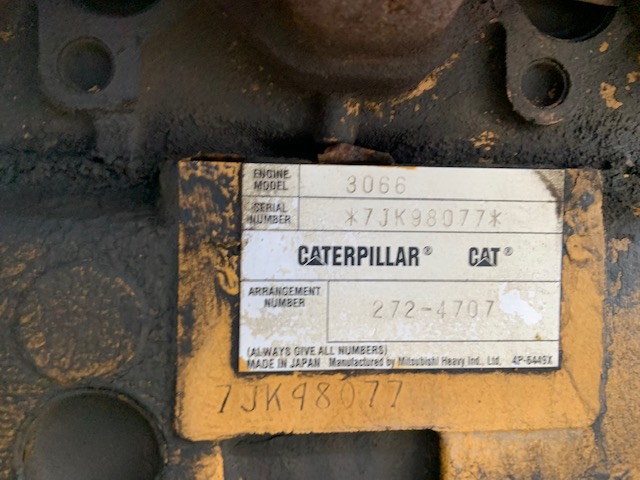 ENGINE MODEL 3066
SERIAL NUMBER *7JK98077*
CATERPILLAR® CAT®
ARRANGEMENT NUMBER 272-4707
(ALWAYS GIVE ALL NUMBERS)
MADE IN JAPAN Manufactured by Mitsubishi Heavy Ind., Ltd. 4P-6449X
7JK98077